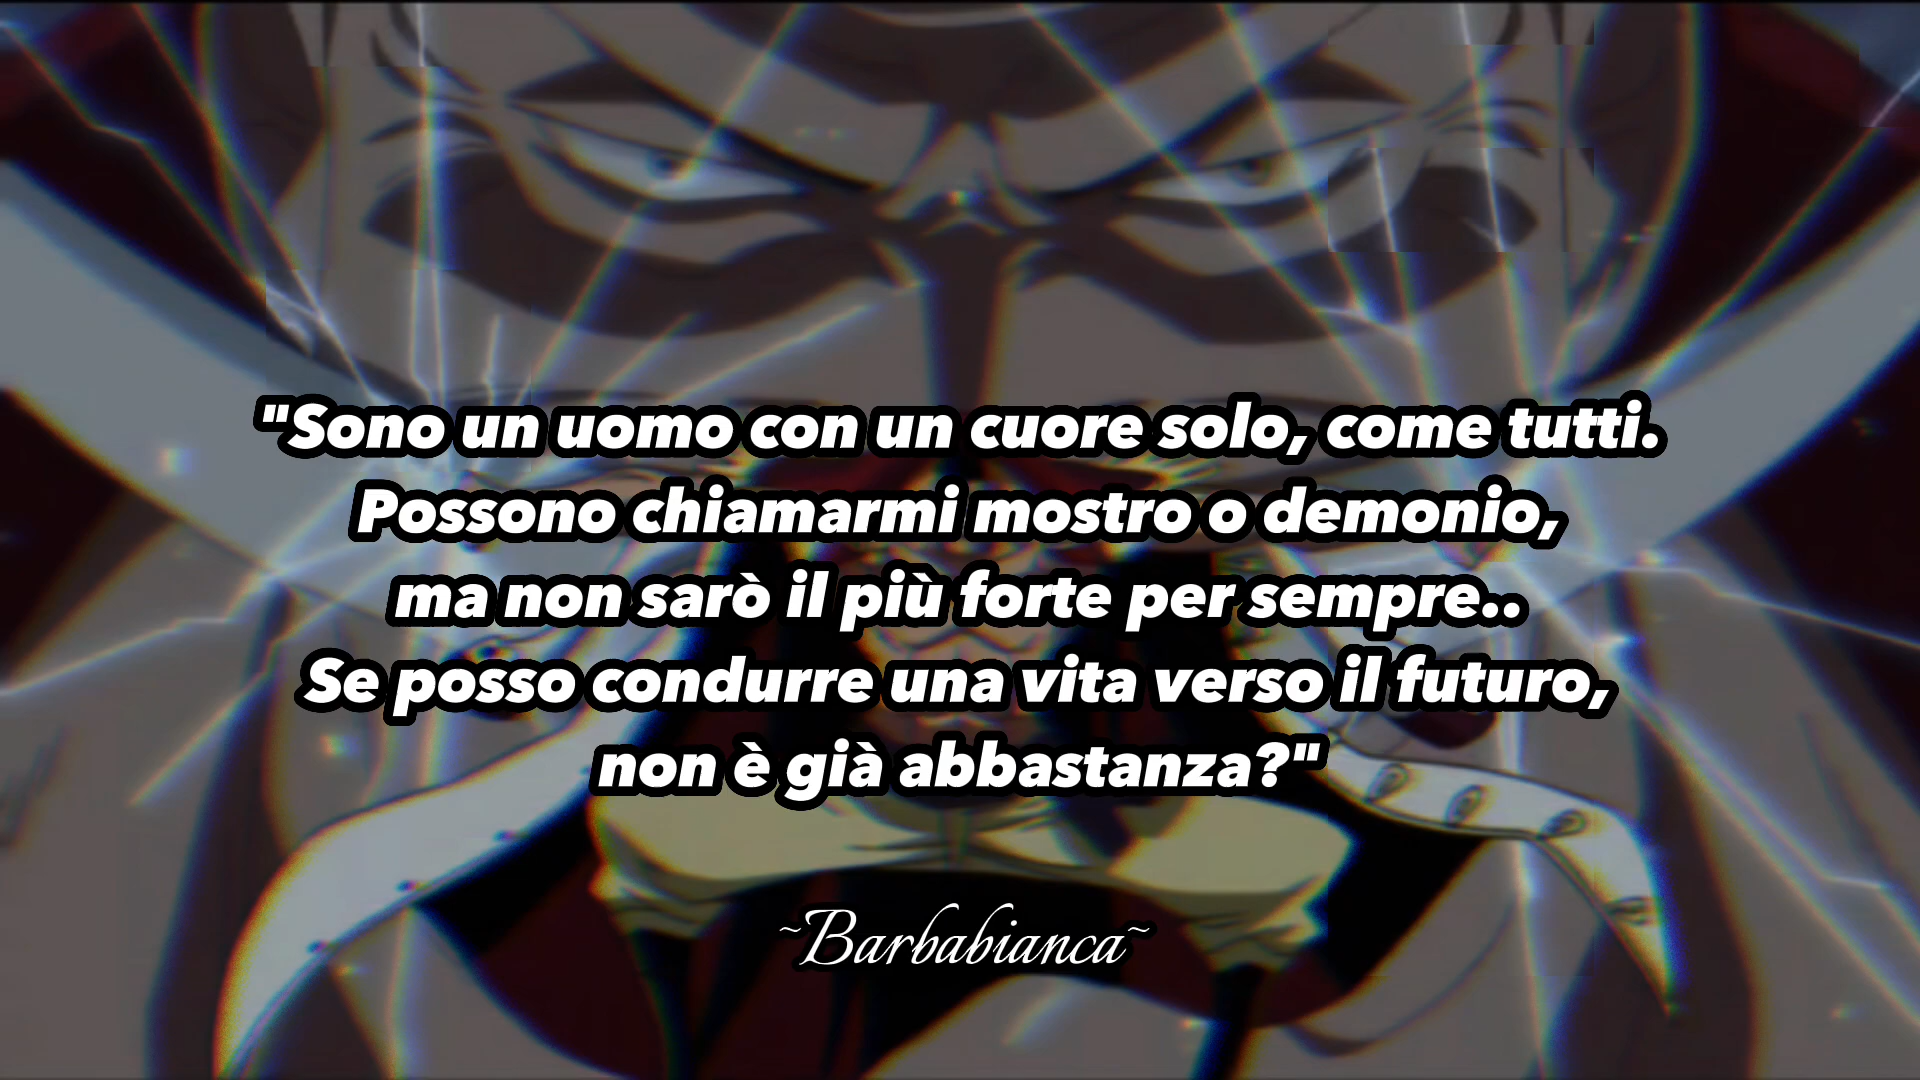 "Sono un uomo con un cuore solo, come tutti.
Possono chiamarmi mostro o demonio,
ma non sarò il più forte per sempre..
Se posso condurre una vita verso il futuro,
non è già abbastanza?"
~Barbabianca~